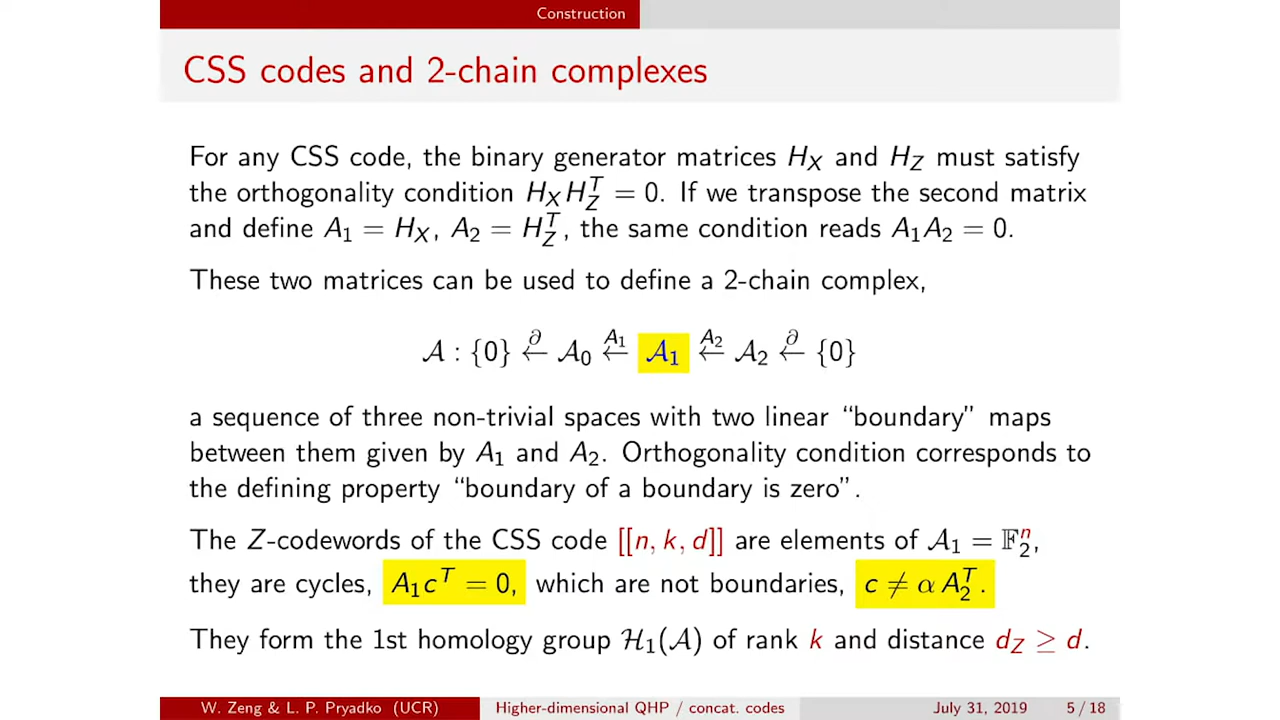 Construction
CSS codes and 2-chain complexes
For any CSS code, the binary generator matrices H_X and H_Z must satisfy
the orthogonality condition H_X H_Z^T = 0. If we transpose the second matrix
and define A_1 = H_X, A_2 = H_Z^T, the same condition reads A_1A_2 = 0.
These two matrices can be used to define a 2-chain complex,
𝒜 : {0} ←^∂ 𝒜_0 ←^{A_1} 𝒜_1 ←^{A_2} 𝒜_2 ←^∂ {0}
a sequence of three non-trivial spaces with two linear “boundary” maps
between them given by A_1 and A_2. Orthogonality condition corresponds to
the defining property “boundary of a boundary is zero”.
The Z-codewords of the CSS code [[n, k, d]] are elements of 𝒜_1 = 𝔽_2^n,
they are cycles, A_1c^T = 0, which are not boundaries, c ≠ α A_2^T.
They form the 1st homology group ℋ_1(𝒜) of rank k and distance d_Z ≥ d.
W. Zeng & L. P. Pryadko (UCR) Higher-dimensional QHP / concat. codes July 31, 2019 5 / 18